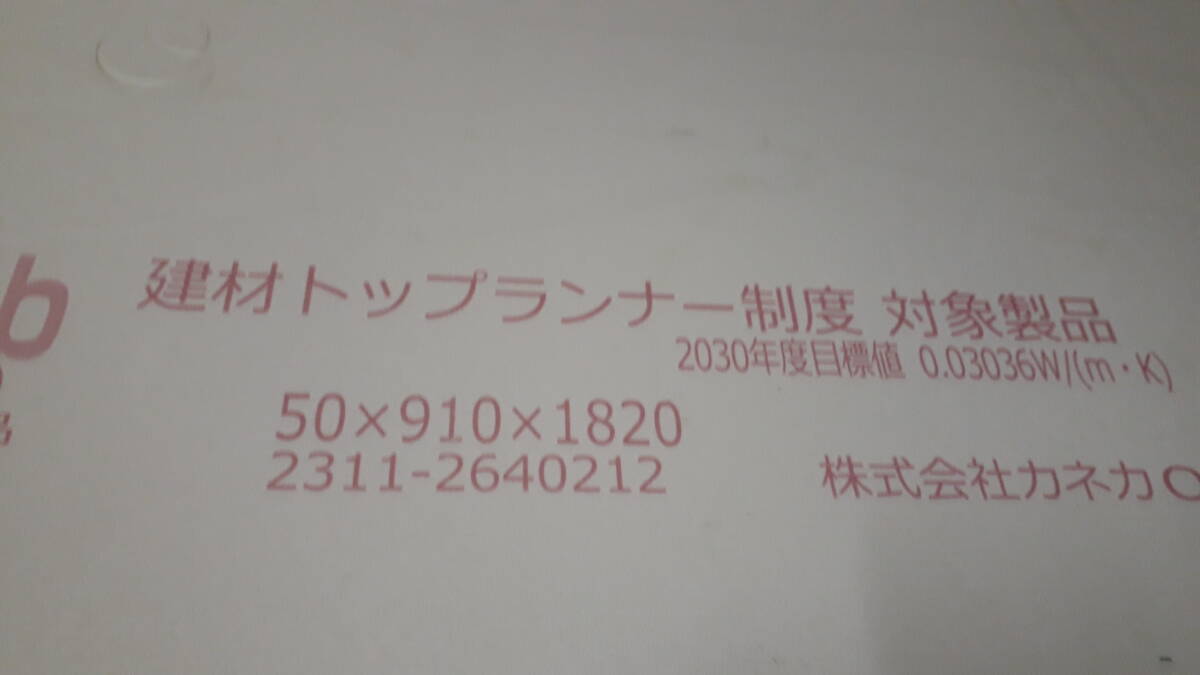 b 建材トップランナー制度 対象製品
2030年度目標値 0.03036W/(m・K)
50×910×1820
2311-2640212 株式会社カネカ